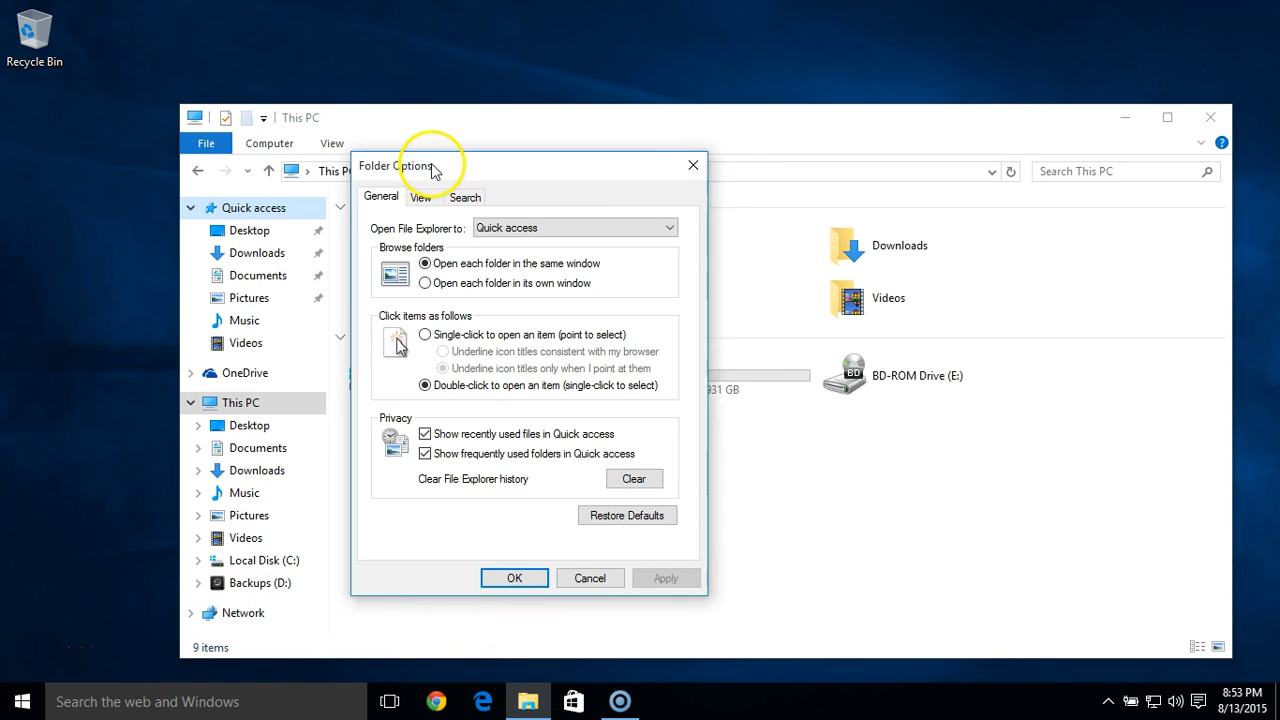 Recycle Bin
This PC
File
Computer
View
This P
Search This PC
Quick access
Desktop
Downloads
Documents
Pictures
Music
Videos
OneDrive
This PC
Desktop
Documents
Downloads
Music
Pictures
Videos
Local Disk (C:)
Backups (D:)
Network
9 items
Folder Options
General
View
Search
Open File Explorer to:
Quick access
Browse folders
Open each folder in the same window
Open each folder in its own window
Click items as follows
Single-click to open an item (point to select)
Underline icon titles consistent with my browser
Underline icon titles only when I point at them
Double-click to open an item (single-click to select)
Privacy
Show recently used files in Quick access
Show frequently used folders in Quick access
Clear File Explorer history
Clear
Restore Defaults
OK
Cancel
Apply
Downloads
Videos
931 GB
BD
BD-ROM Drive (E:)
Search the web and Windows
8:53 PM
8/13/2015